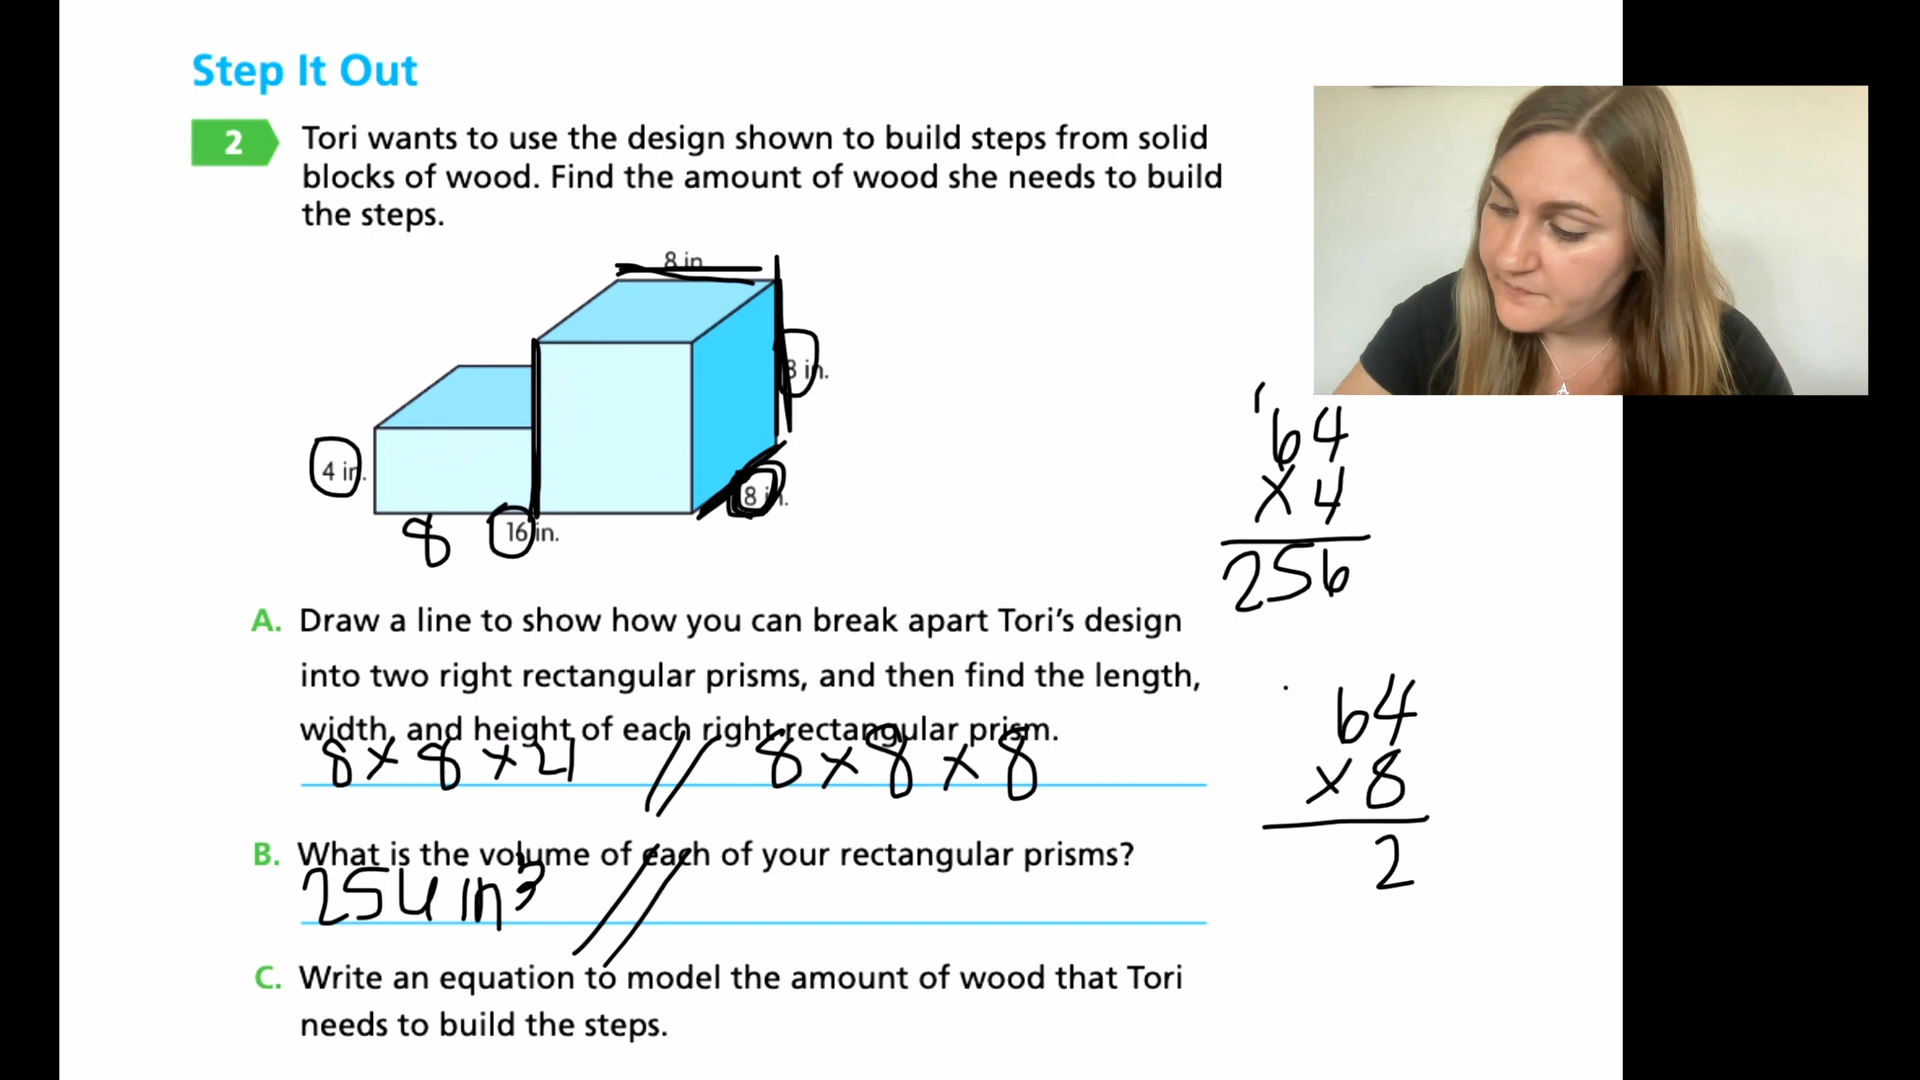 Step It Out
2 Tori wants to use the design shown to build steps from solid
blocks of wood. Find the amount of wood she needs to build
the steps.
8 in.
8 in.
4 in.
8 in.
8 16 in.
A. Draw a line to show how you can break apart Tori's design
into two right rectangular prisms, and then find the length,
width, and height of each right rectangular prism.
8 × 8 × 4 // 8 × 8 × 8
B. What is the volume of each of your rectangular prisms?
256 in³ //
C. Write an equation to model the amount of wood that Tori
needs to build the steps.
1
64
× 4
256
64
× 8
2